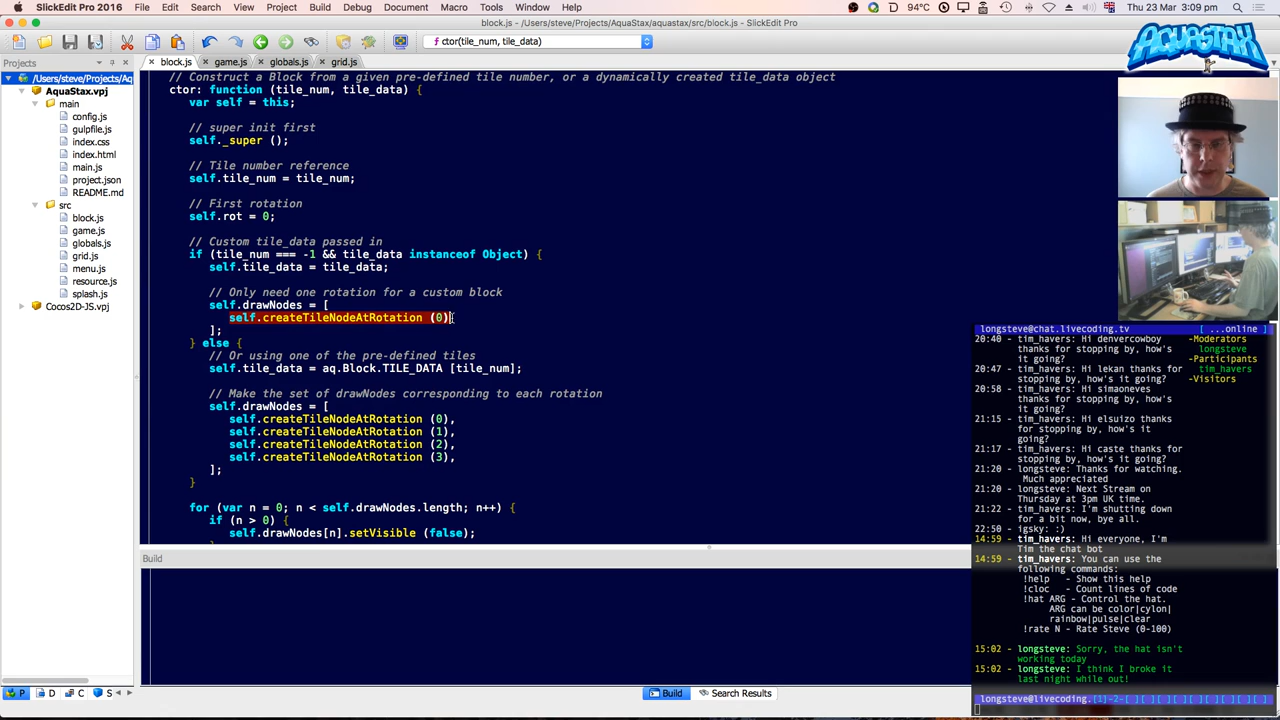 SlickEdit Pro 2016 File Edit Search View Project Build Debug Document Macro Tools Window Help 94°C Thu 23 Mar 3:09 pm
block.js - /Users/steve/Projects/AquaStax/aquastax/src/block.js - SlickEdit Pro
ctor(tile_num, tile_data)
AQUASTAX
Projects
block.js game.js globals.js grid.js
/Users/steve/Projects/Aq
AquaStax.vpj
main
config.js
gulpfile.js
index.css
index.html
main.js
project.json
README.md
src
block.js
game.js
globals.js
grid.js
menu.js
resource.js
splash.js
Cocos2D-JS.vpj
P D C S
// Construct a Block from a given pre-defined tile number, or a dynamically created tile_data object
ctor: function (tile_num, tile_data) {
var self = this;
// super init first
self._super ();
// Tile number reference
self.tile_num = tile_num;
// First rotation
self.rot = 0;
// Custom tile_data passed in
if (tile_num === -1 && tile_data instanceof Object) {
self.tile_data = tile_data;
// Only need one rotation for a custom block
self.drawNodes = [
self.createTileNodeAtRotation (0)
];
} else {
// Or using one of the pre-defined tiles
self.tile_data = aq.Block.TILE_DATA [tile_num];
// Make the set of drawNodes corresponding to each rotation
self.drawNodes = [
self.createTileNodeAtRotation (0),
self.createTileNodeAtRotation (1),
self.createTileNodeAtRotation (2),
self.createTileNodeAtRotation (3),
];
}
for (var n = 0; n < self.drawNodes.length; n++) {
if (n > 0) {
self.drawNodes[n].setVisible (false);
Build
Build Search Results
longsteve@chat.livecoding.tv [ ...online ]
20:40 - tim_havers: Hi denvercowboy
thanks for stopping by, how's
it going?
20:47 - tim_havers: Hi lekan thanks for
stopping by, how's it going?
20:58 - tim_havers: Hi simaoneves
thanks for stopping by, how's
it going?
21:15 - tim_havers: Hi elsuizo thanks
for stopping by, how's it
going?
21:17 - tim_havers: Hi caste thanks for
stopping by, how's it going?
21:20 - longsteve: Thanks for watching.
Much appreciated
21:20 - longsteve: Next Stream on
Thursday at 3pm UK time.
21:22 - tim_havers: I'm shutting down
for a bit now, bye all.
22:50 - igsky: :)
14:59 - tim_havers: Hi everyone, I'm
Tim the chat bot
14:59 - tim_havers: You can use the
following commands:
!help - Show this help
!cloc - Count lines of code
!hat ARG - Control the hat.
ARG can be color|cylon|
rainbow|pulse|clear
!rate N - Rate Steve (0-100)
15:02 - longsteve: Sorry, the hat isn't
working today
15:02 - longsteve: I think I broke it
last night while out!
-Moderators
longsteve
-Participants
tim_havers
-Visitors
longsteve@livecoding.[1]-2-[ ][ ][ ][ ][ ][ ][ ][ ][ ][ ]